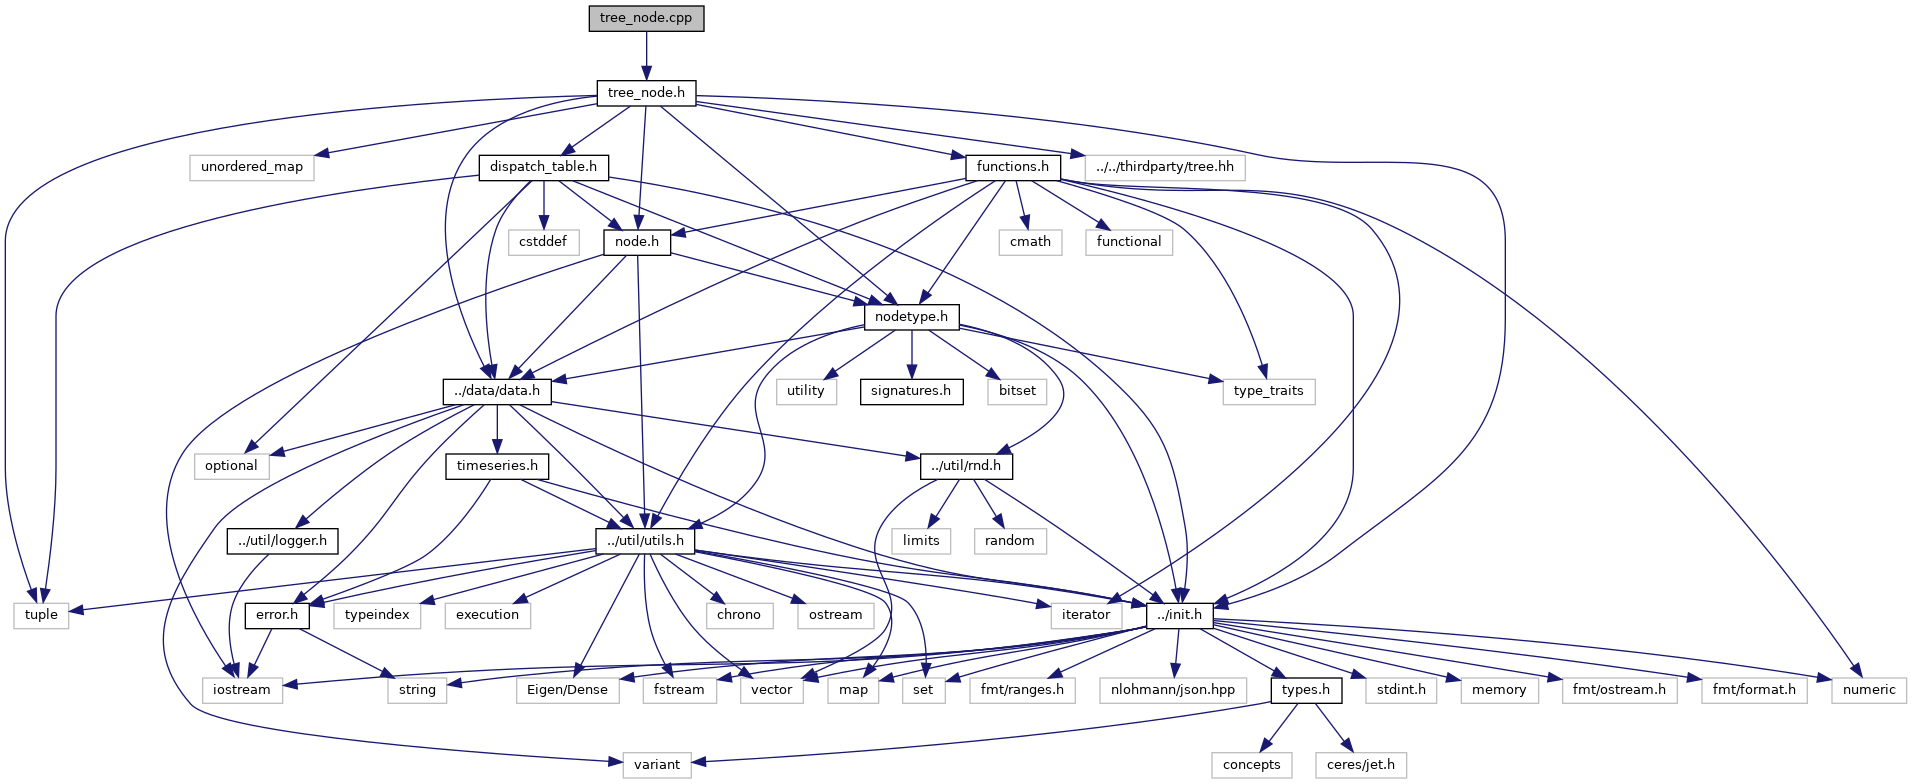 tree_node.cpp
tree_node.h
unordered_map
dispatch_table.h
functions.h
../../thirdparty/tree.hh
cstddef
node.h
cmath
functional
nodetype.h
../data/data.h
utility
signatures.h
bitset
type_traits
optional
timeseries.h
../util/rnd.h
../util/logger.h
../util/utils.h
limits
random
tuple
error.h
typeindex
execution
chrono
ostream
iterator
../init.h
iostream
string
Eigen/Dense
fstream
vector
map
set
fmt/ranges.h
nlohmann/json.hpp
types.h
stdint.h
memory
fmt/ostream.h
fmt/format.h
numeric
variant
concepts
ceres/jet.h